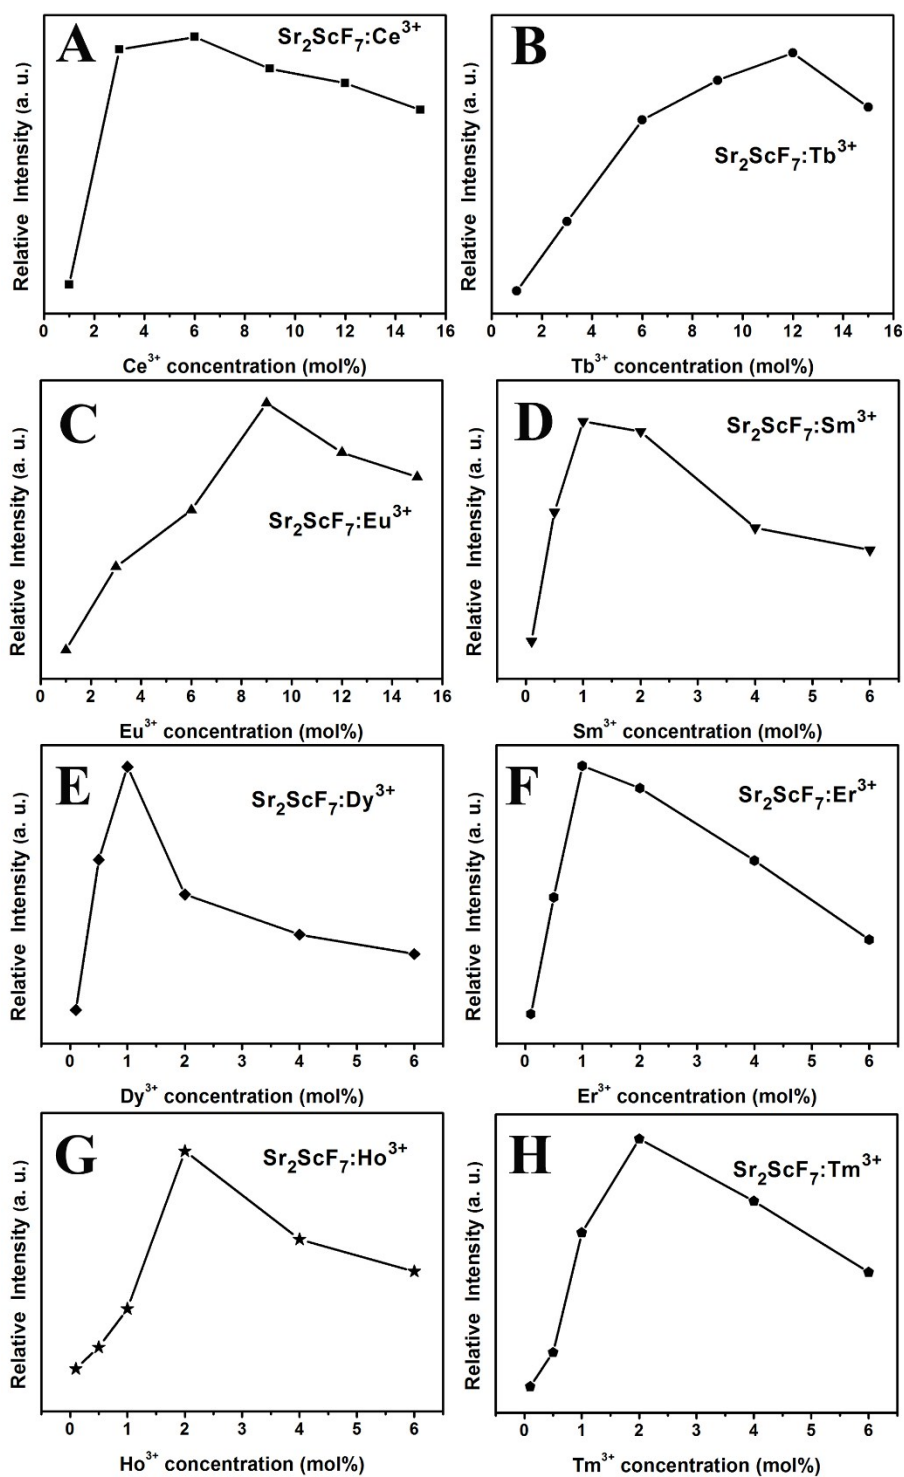 A
Sr2ScF7:Ce3+
Relative Intensity (a. u.)
0 2 4 6 8 10 12 14 16
Ce3+ concentration (mol%)
B
Sr2ScF7:Tb3+
Relative Intensity (a. u.)
0 2 4 6 8 10 12 14 16
Tb3+ concentration (mol%)
C
Sr2ScF7:Eu3+
Relative Intensity (a. u.)
0 2 4 6 8 10 12 14 16
Eu3+ concentration (mol%)
D
Sr2ScF7:Sm3+
Relative Intensity (a. u.)
0 1 2 3 4 5 6
Sm3+ concentration (mol%)
E
Sr2ScF7:Dy3+
Relative Intensity (a. u.)
0 1 2 3 4 5 6
Dy3+ concentration (mol%)
F
Sr2ScF7:Er3+
Relative Intensity (a. u.)
0 1 2 3 4 5 6
Er3+ concentration (mol%)
G
Sr2ScF7:Ho3+
Relative Intensity (a. u.)
0 1 2 3 4 5 6
Ho3+ concentration (mol%)
H
Sr2ScF7:Tm3+
Relative Intensity (a. u.)
0 1 2 3 4 5 6
Tm3+ concentration (mol%)